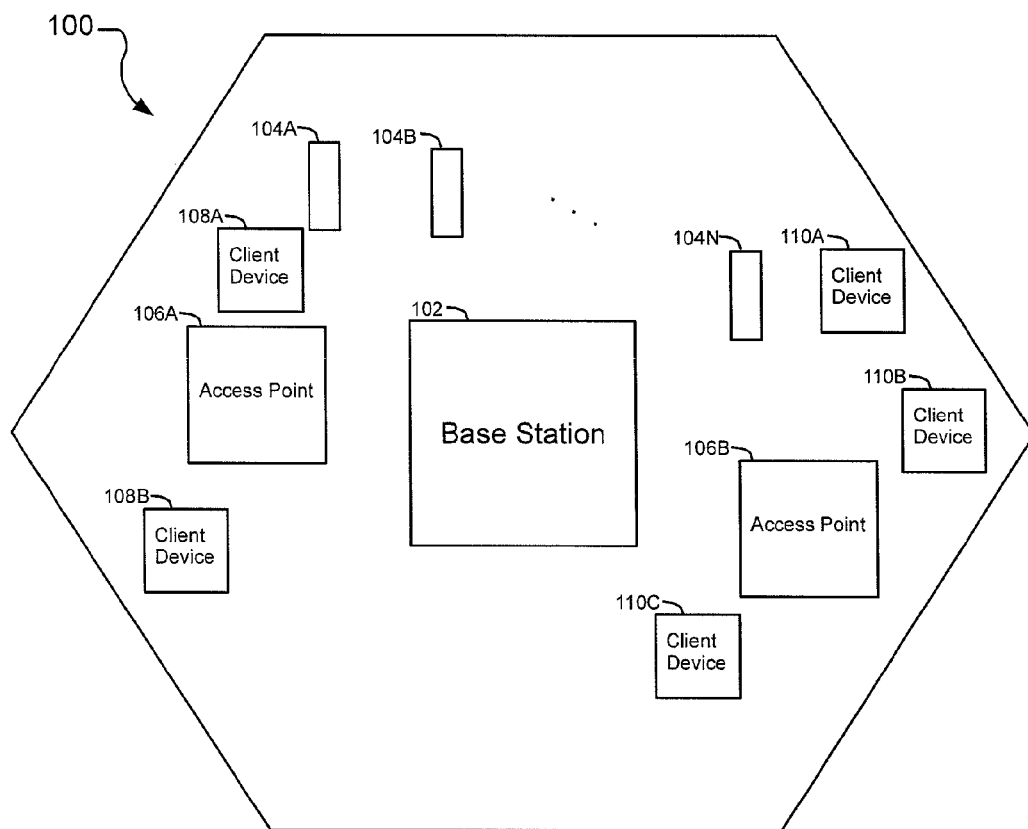 100
104A
104B
108A
Client
Device
. . .
104N
110A
Client
Device
106A
Access Point
102
Base Station
110B
Client
Device
106B
Access Point
108B
Client
Device
110C
Client
Device